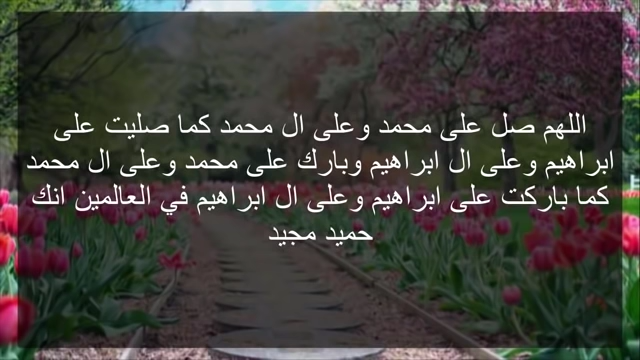 اللهم صل على محمد وعلى ال محمد كما صليت على
ابراهيم وعلى ال ابراهيم وبارك على محمد وعلى ال محمد
كما باركت على ابراهيم وعلى ال ابراهيم في العالمين انك
حميد مجيد